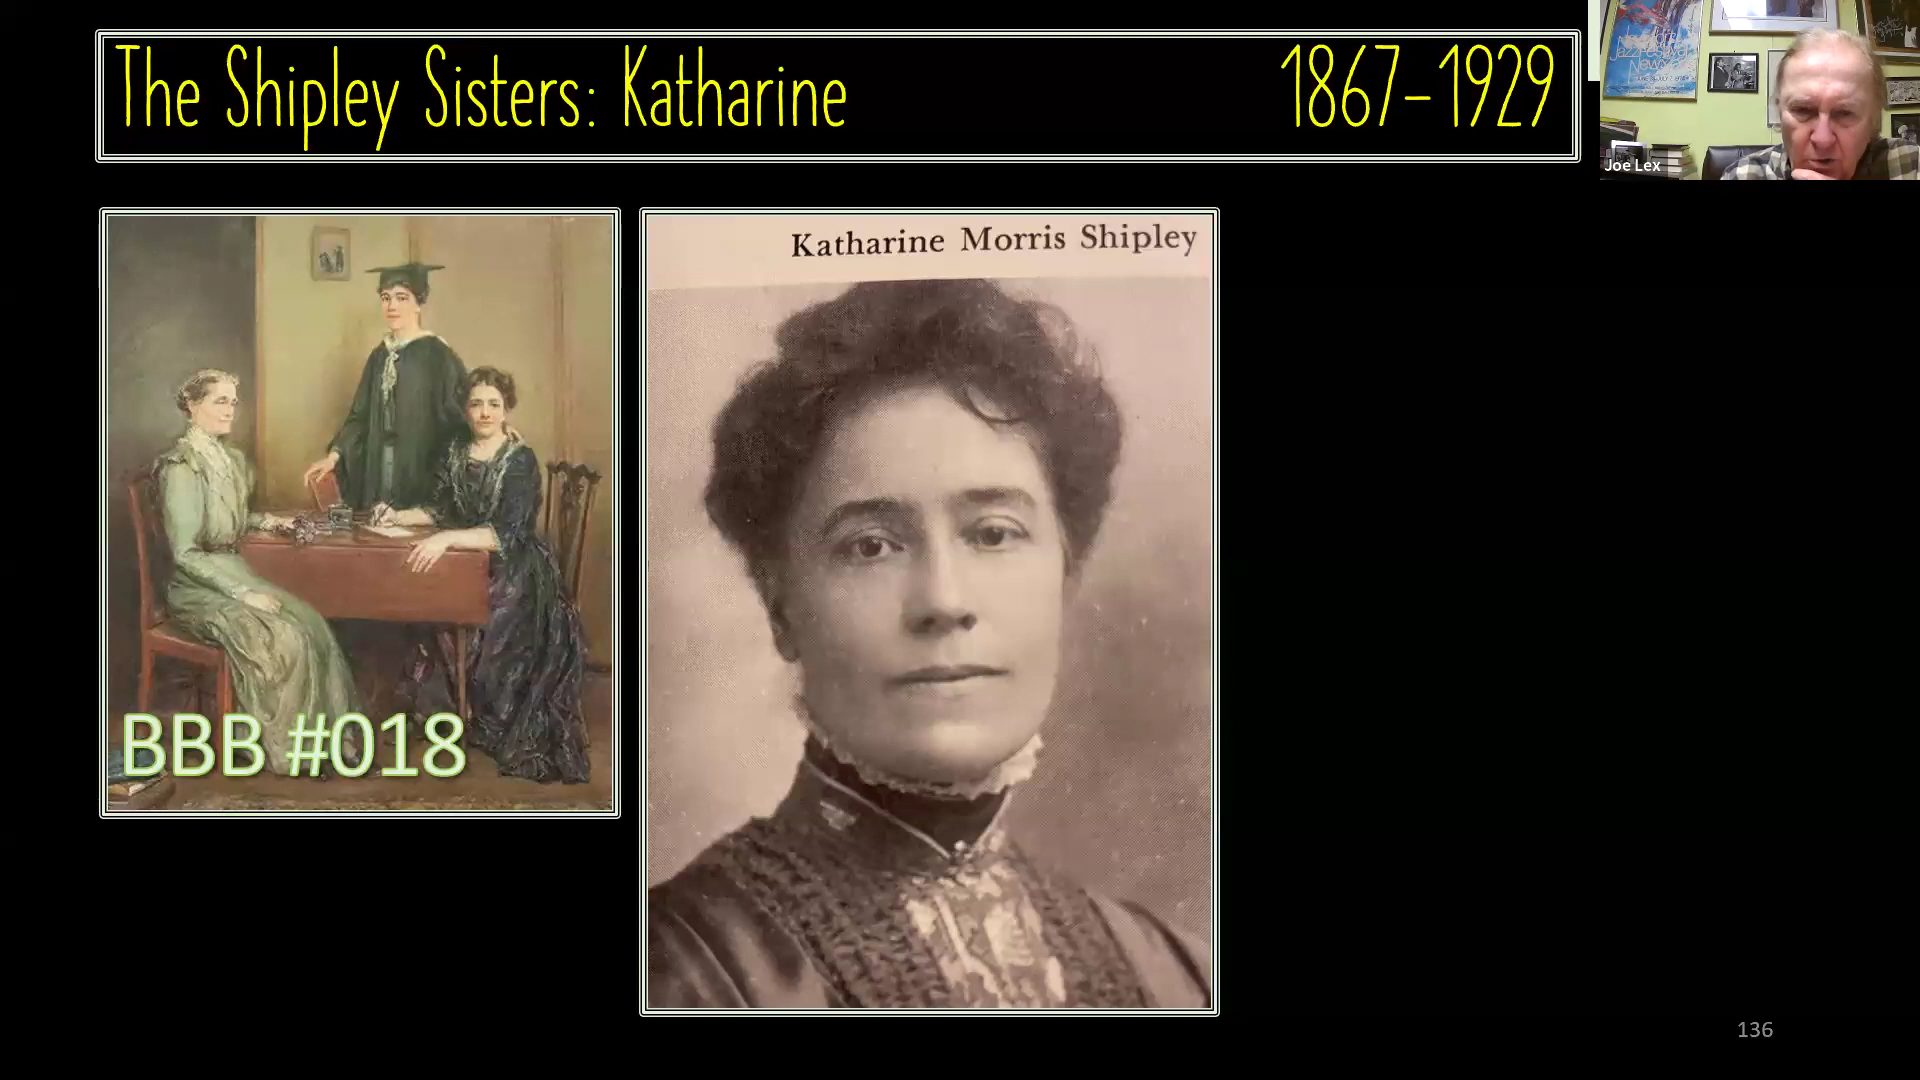 The Shipley Sisters: Katharine 1867-1929
Joe Lex
Katharine Morris Shipley
BBB #018
136